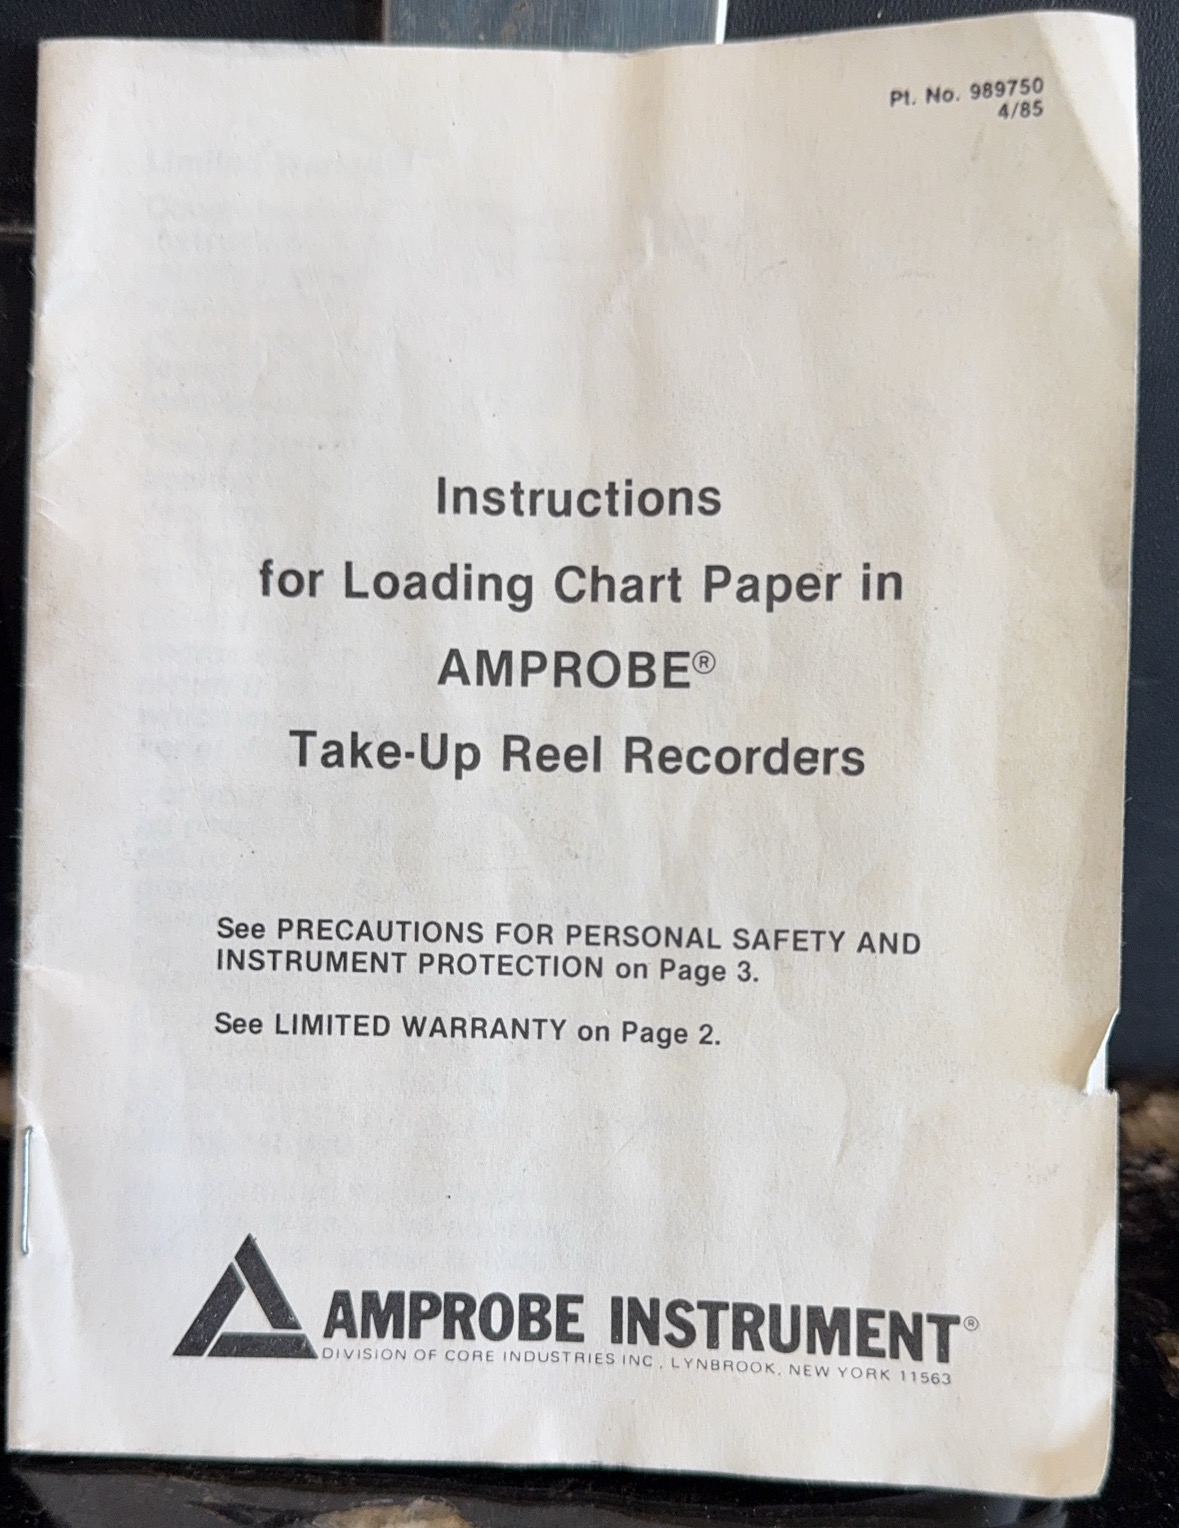 Pt. No. 989750
4/85
Instructions
for Loading Chart Paper in
AMPROBE®
Take-Up Reel Recorders
See PRECAUTIONS FOR PERSONAL SAFETY AND
INSTRUMENT PROTECTION on Page 3.
See LIMITED WARRANTY on Page 2.
AMPROBE INSTRUMENT®
DIVISION OF CORE INDUSTRIES INC., LYNBROOK, NEW YORK 11563